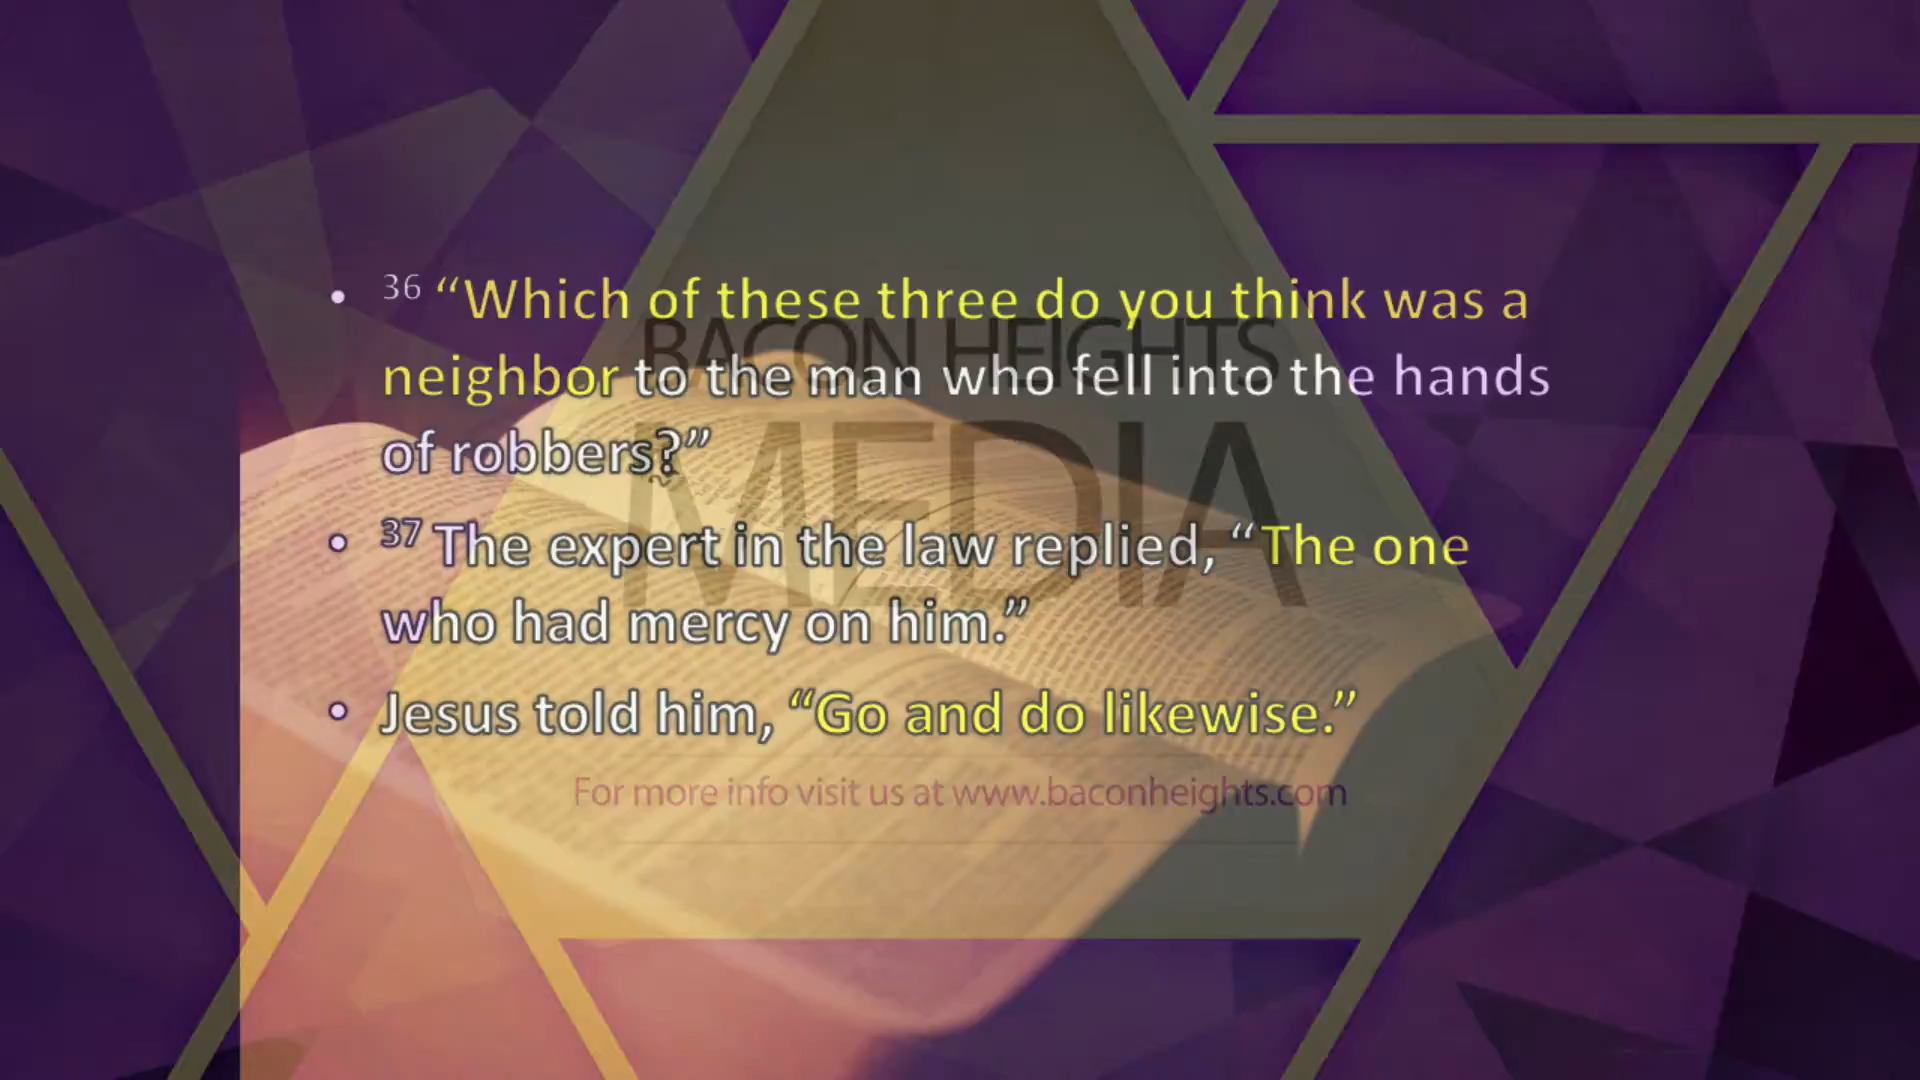 • 36 “Which of these three do you think was a
neighbor to the man who fell into the hands
of robbers?”
• 37 The expert in the law replied, “The one
who had mercy on him.”
• Jesus told him, “Go and do likewise.”
BACON HEIGHTS
MEDIA
For more info visit us at www.baconheights.com